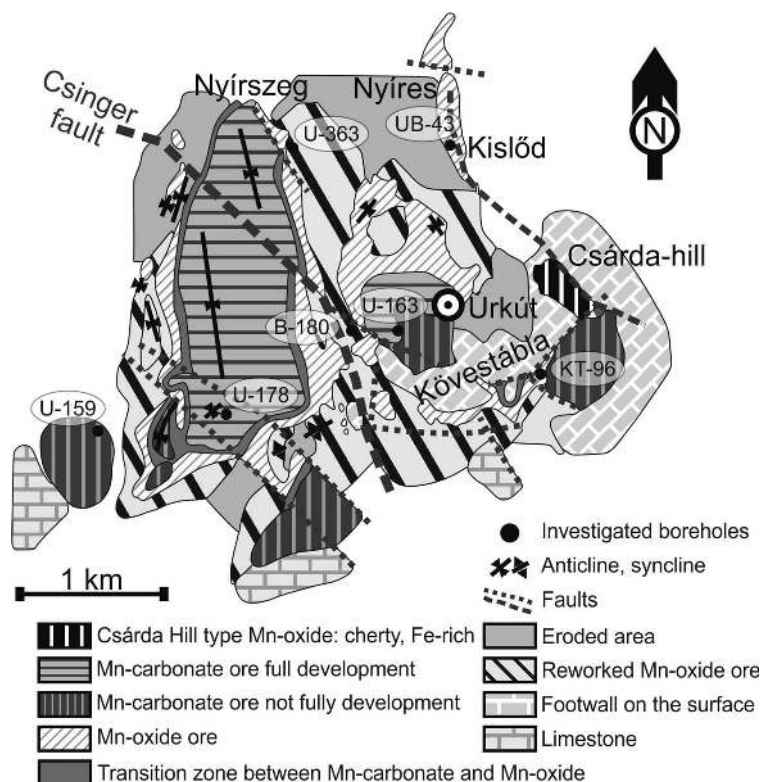 Csinger
fault
Nyírszeg
Nyíres
U-363
UB-43
Kislőd
N
Csárda-hill
U-163
Úrkút
B-180
Kövestábla
KT-96
U-178
U-159
1 km
Investigated boreholes
Anticline, syncline
Faults
Csárda Hill type Mn-oxide: cherty, Fe-rich
Eroded area
Mn-carbonate ore full development
Reworked Mn-oxide ore
Mn-carbonate ore not fully development
Footwall on the surface
Mn-oxide ore
Limestone
Transition zone between Mn-carbonate and Mn-oxide